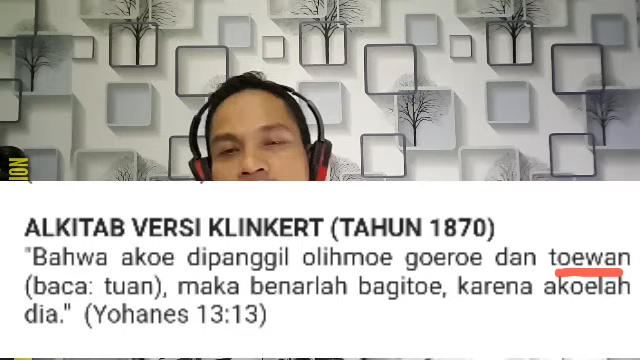 ALKITAB VERSI KLINKERT (TAHUN 1870)
"Bahwa akoe dipanggil olihmoe goeroe dan toewan
(baca: tuan), maka benarlah bagitoe, karena akoelah
dia." (Yohanes 13:13)